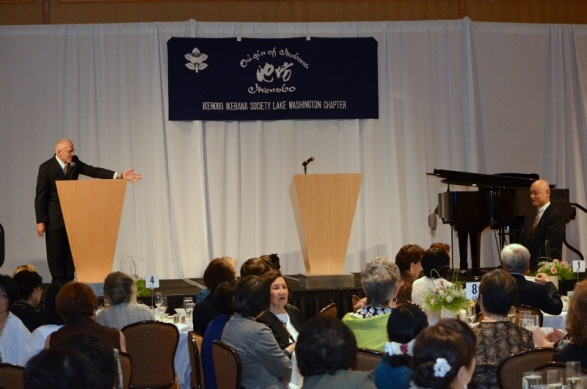 Origin of Ikebana
池坊
Ikenobo
IKENOBO IKEBANA SOCIETY LAKE WASHINGTON CHAPTER
4
8